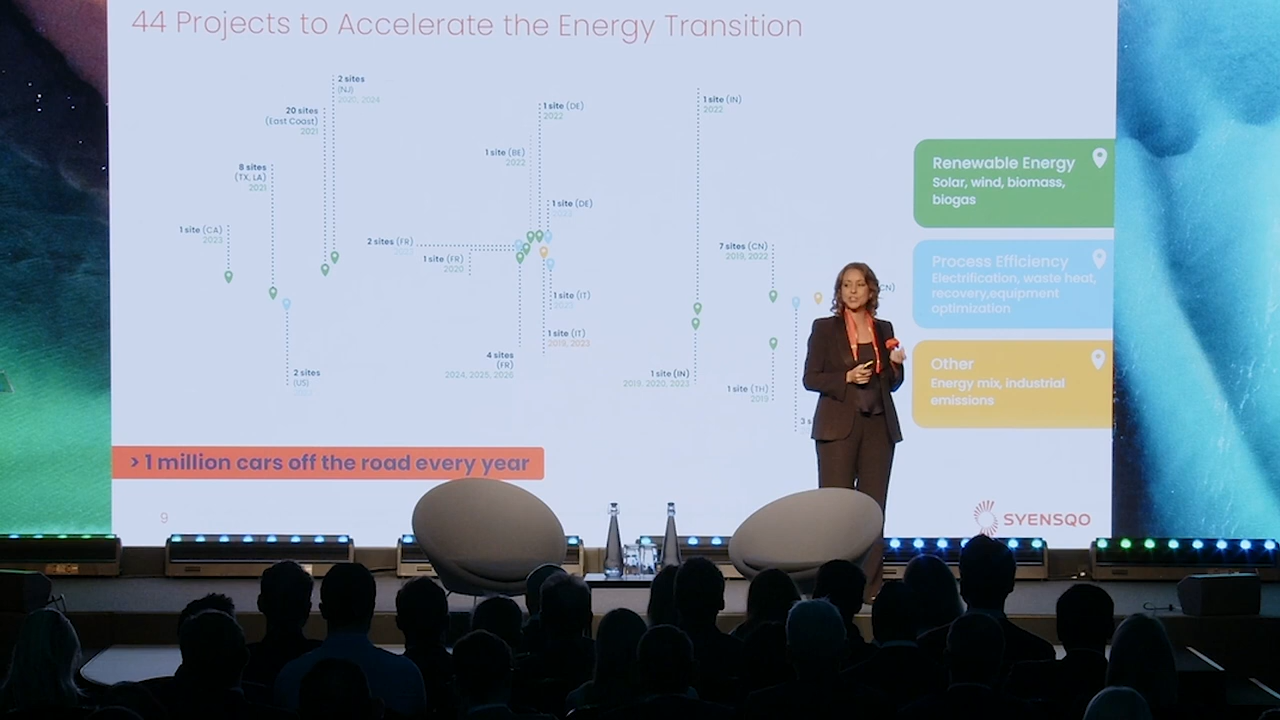 44 Projects to Accelerate the Energy Transition
2 sites
(NJ)
2020, 2024
20 sites
(East Coast)
2021
8 sites
(TX, LA)
2021
1 site (CA)
2023
2 sites
(US)
1 site (DE)
2022
1 site (BE)
2022
1 site (DE)
2 sites (FR)
1 site (FR)
2020
1 site (IT)
1 site (IT)
2019, 2023
4 sites
(FR)
2024, 2025, 2026
1 site (IN)
2022
1 site (IN)
2019, 2020, 2023
7 sites (CN)
2019, 2022
1 site (TH)
2019
CN)
3 s
Renewable Energy
Solar, wind, biomass,
biogas
Process Efficiency
Electrification, waste heat,
recovery,equipment
optimization
Other
Energy mix, industrial
emissions
> 1 million cars off the road every year
9
SYENSQO